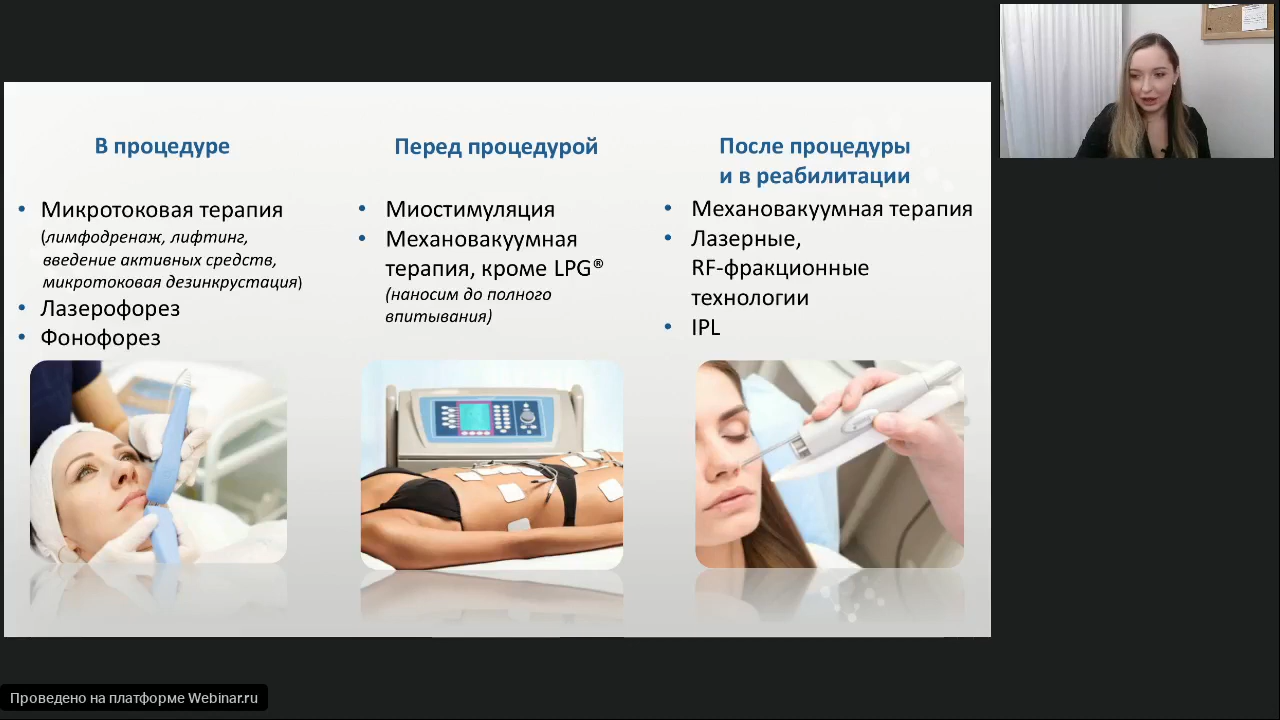 В процедуре
• Микротоковая терапия
(лимфодренаж, лифтинг,
введение активных средств,
микротоковая дезинкрустация)
• Лазерофорез
• Фонофорез
Перед процедурой
• Миостимуляция
• Механовакуумная
терапия, кроме LPG®
(наносим до полного
впитывания)
После процедуры
и в реабилитации
• Механовакуумная терапия
• Лазерные,
RF-фракционные
технологии
• IPL
Проведено на платформе Webinar.ru